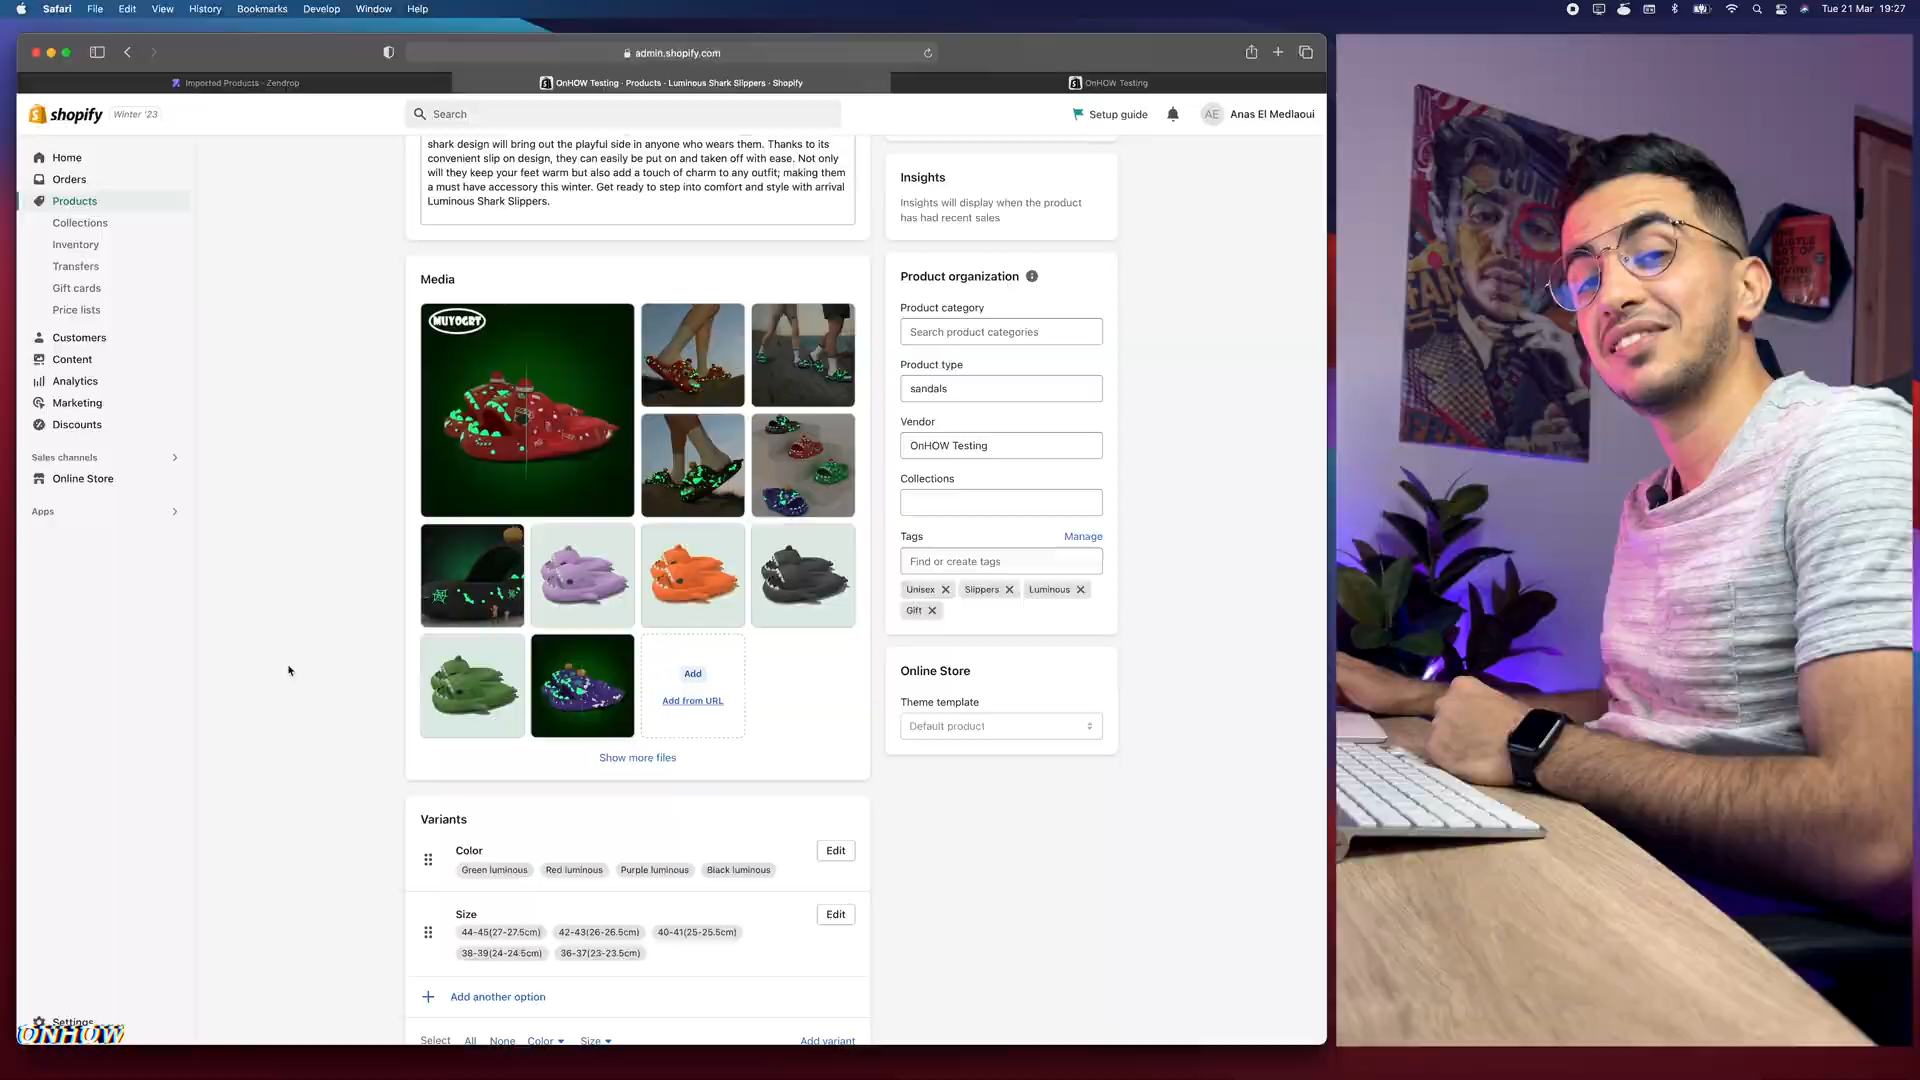 Safari File Edit View History Bookmarks Develop Window Help
Tue 21 Mar 19:27
admin.shopify.com
Imported Products - Zendrop
OnHOW Testing · Products · Luminous Shark Slippers · Shopify
OnHOW Testing
shopify
Winter '23
Search
Setup guide
AE
Anas El Medlaoui
Home
Orders
Products
Collections
Inventory
Transfers
Gift cards
Price lists
Customers
Content
Analytics
Marketing
Discounts
Sales channels
Online Store
Apps
Settings
ONHOW
shark design will bring out the playful side in anyone who wears them. Thanks to its
convenient slip on design, they can easily be put on and taken off with ease. Not only
will they keep your feet warm but also add a touch of charm to any outfit; making them
a must have accessory this winter. Get ready to step into comfort and style with arrival
Luminous Shark Slippers.
Media
MUYOGRT
Add
Add from URL
Show more files
Variants
Color
Edit
Green luminous Red luminous Purple luminous Black luminous
Size
Edit
44-45(27-27.5cm) 42-43(26-26.5cm) 40-41(25-25.5cm)
38-39(24-24.5cm) 36-37(23-23.5cm)
Add another option
Select All None Color Size
Add variant
Insights
Insights will display when the product
has had recent sales
Product organization
Product category
Search product categories
Product type
sandals
Vendor
OnHOW Testing
Collections
Tags
Manage
Find or create tags
Unisex Slippers Luminous
Gift
Online Store
Theme template
Default product
THE
SUBTLE
ART OF
NOT
GIVING